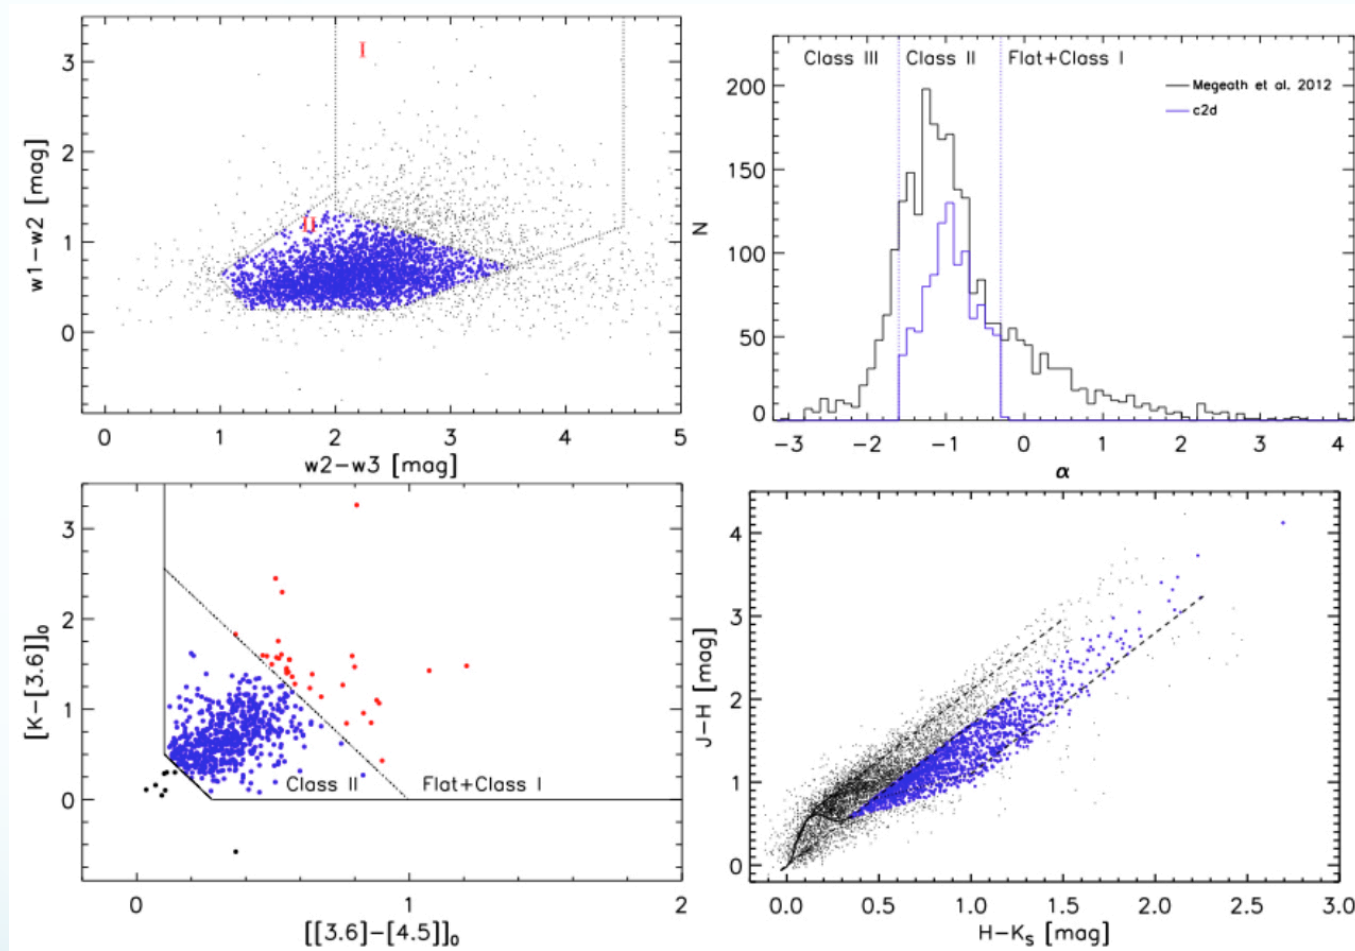 3
2
1
0
w1−w2 [mag]
I
II
0 1 2 3 4 5
w2−w3 [mag]
Class III Class II Flat+Class I
Megeath et al. 2012
c2d
200
150
100
50
0
N
−3 −2 −1 0 1 2 3 4
α
3
2
1
0
[K−[3.6]]₀
Class II Flat+Class I
0 1 2
[[3.6]−[4.5]]₀
4
3
2
1
0
J−H [mag]
0.0 0.5 1.0 1.5 2.0 2.5 3.0
H−Kₛ [mag]